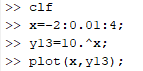 >> clf
>> x=-2:0.01:4;
>> y13=10.^x;
>> plot(x,y13);